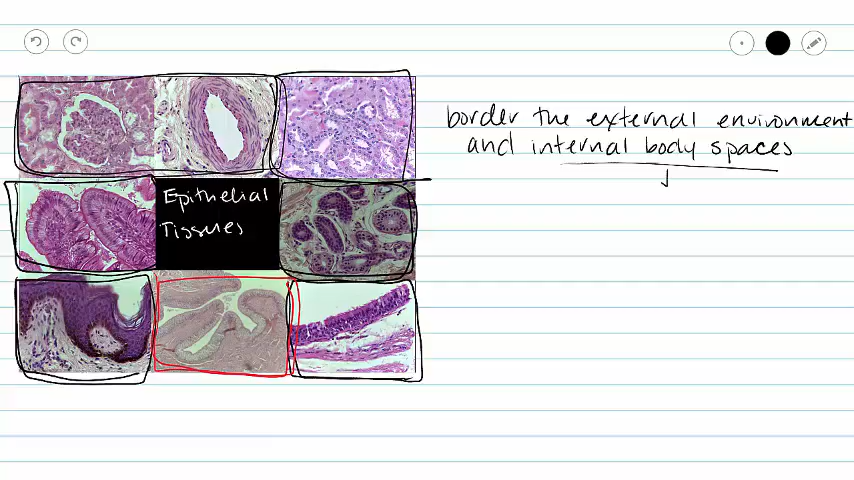 border the external environment
and internal body spaces
Epithelial
Tissues